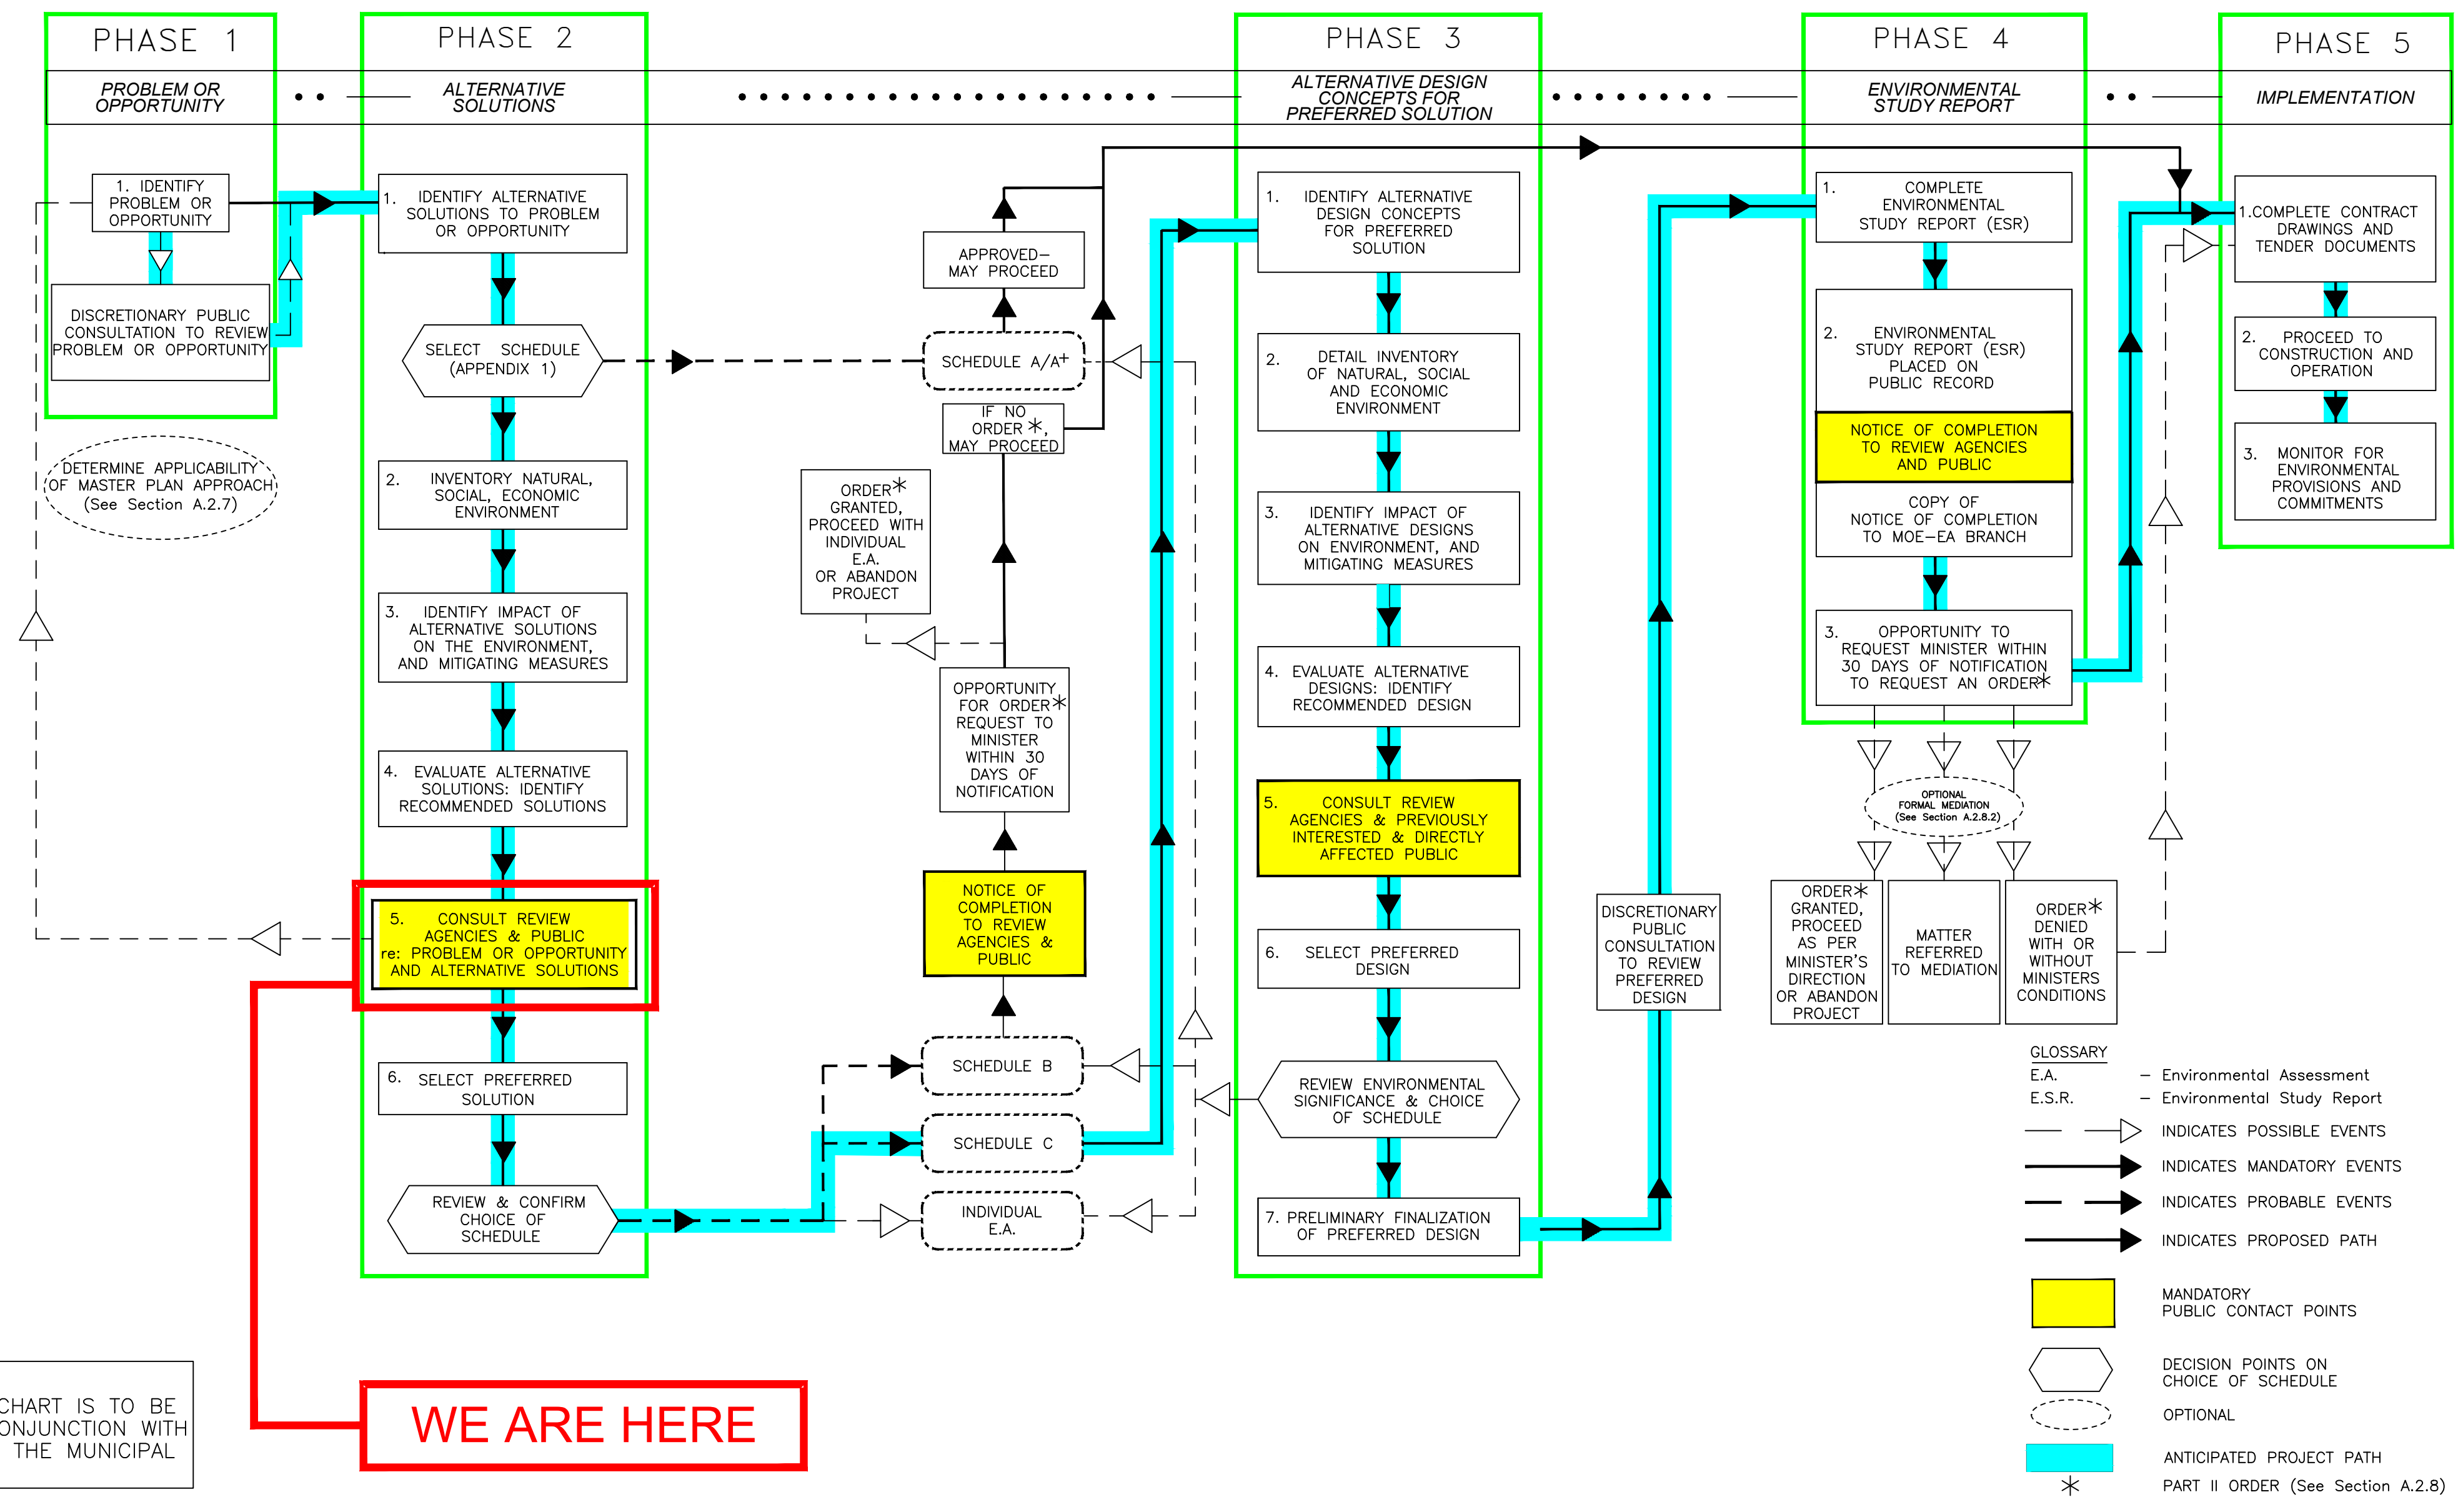 PHASE 1
PROBLEM OR
OPPORTUNITY
1. IDENTIFY
PROBLEM OR
OPPORTUNITY
DISCRETIONARY PUBLIC
CONSULTATION TO REVIEW
PROBLEM OR OPPORTUNITY
DETERMINE APPLICABILITY
OF MASTER PLAN APPROACH
(See Section A.2.7)
PHASE 2
ALTERNATIVE
SOLUTIONS
1. IDENTIFY ALTERNATIVE
SOLUTIONS TO PROBLEM
OR OPPORTUNITY
SELECT SCHEDULE
(APPENDIX 1)
2. INVENTORY NATURAL,
SOCIAL, ECONOMIC
ENVIRONMENT
3. IDENTIFY IMPACT OF
ALTERNATIVE SOLUTIONS
ON THE ENVIRONMENT,
AND MITIGATING MEASURES
4. EVALUATE ALTERNATIVE
SOLUTIONS: IDENTIFY
RECOMMENDED SOLUTIONS
5. CONSULT REVIEW
AGENCIES & PUBLIC
re: PROBLEM OR OPPORTUNITY
AND ALTERNATIVE SOLUTIONS
6. SELECT PREFERRED
SOLUTION
REVIEW & CONFIRM
CHOICE OF
SCHEDULE
APPROVED–
MAY PROCEED
SCHEDULE A/A+
IF NO
ORDER*,
MAY PROCEED
ORDER*
GRANTED,
PROCEED WITH
INDIVIDUAL
E.A.
OR ABANDON
PROJECT
OPPORTUNITY
FOR ORDER*
REQUEST TO
MINISTER
WITHIN 30
DAYS OF
NOTIFICATION
NOTICE OF
COMPLETION
TO REVIEW
AGENCIES &
PUBLIC
SCHEDULE B
SCHEDULE C
INDIVIDUAL
E.A.
PHASE 3
ALTERNATIVE DESIGN
CONCEPTS FOR
PREFERRED SOLUTION
1. IDENTIFY ALTERNATIVE
DESIGN CONCEPTS
FOR PREFERRED
SOLUTION
2. DETAIL INVENTORY
OF NATURAL, SOCIAL
AND ECONOMIC
ENVIRONMENT
3. IDENTIFY IMPACT OF
ALTERNATIVE DESIGNS
ON ENVIRONMENT, AND
MITIGATING MEASURES
4. EVALUATE ALTERNATIVE
DESIGNS: IDENTIFY
RECOMMENDED DESIGN
5. CONSULT REVIEW
AGENCIES & PREVIOUSLY
INTERESTED & DIRECTLY
AFFECTED PUBLIC
6. SELECT PREFERRED
DESIGN
REVIEW ENVIRONMENTAL
SIGNIFICANCE & CHOICE
OF SCHEDULE
7. PRELIMINARY FINALIZATION
OF PREFERRED DESIGN
DISCRETIONARY
PUBLIC
CONSULTATION
TO REVIEW
PREFERRED
DESIGN
PHASE 4
ENVIRONMENTAL
STUDY REPORT
1. COMPLETE
ENVIRONMENTAL
STUDY REPORT (ESR)
2. ENVIRONMENTAL
STUDY REPORT (ESR)
PLACED ON
PUBLIC RECORD
NOTICE OF COMPLETION
TO REVIEW AGENCIES
AND PUBLIC
COPY OF
NOTICE OF COMPLETION
TO MOE–EA BRANCH
3. OPPORTUNITY TO
REQUEST MINISTER WITHIN
30 DAYS OF NOTIFICATION
TO REQUEST AN ORDER*
OPTIONAL
FORMAL MEDIATION
(See Section A.2.8.2)
ORDER*
GRANTED,
PROCEED
AS PER
MINISTER'S
DIRECTION
OR ABANDON
PROJECT
MATTER
REFERRED
TO MEDIATION
ORDER*
DENIED
WITH OR
WITHOUT
MINISTERS
CONDITIONS
PHASE 5
IMPLEMENTATION
1.COMPLETE CONTRACT
DRAWINGS AND
TENDER DOCUMENTS
2. PROCEED TO
CONSTRUCTION AND
OPERATION
3. MONITOR FOR
ENVIRONMENTAL
PROVISIONS AND
COMMITMENTS
GLOSSARY
E.A. – Environmental Assessment
E.S.R. – Environmental Study Report
INDICATES POSSIBLE EVENTS
INDICATES MANDATORY EVENTS
INDICATES PROBABLE EVENTS
INDICATES PROPOSED PATH
MANDATORY
PUBLIC CONTACT POINTS
DECISION POINTS ON
CHOICE OF SCHEDULE
OPTIONAL
ANTICIPATED PROJECT PATH
* PART II ORDER (See Section A.2.8)
CHART IS TO BE
ONJUNCTION WITH
THE MUNICIPAL
WE ARE HERE